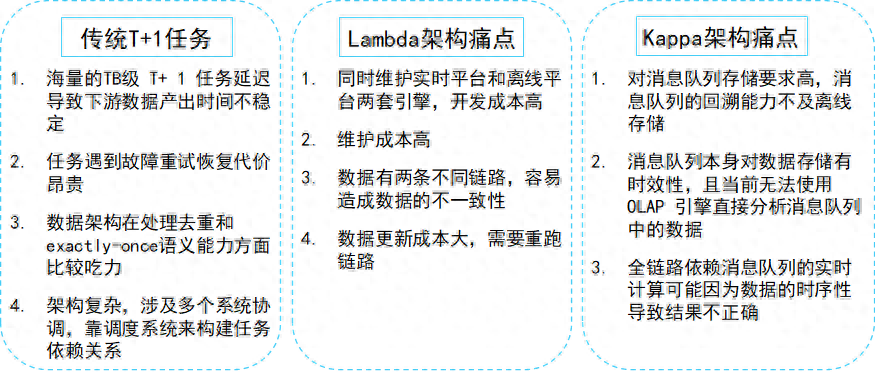 传统T+1任务
1. 海量的TB级 T+ 1 任务延迟
导致下游数据产出时间不稳
定
2. 任务遇到故障重试恢复代价
昂贵
3. 数据架构在处理去重和
exactly-once语义能力方面
比较吃力
4. 架构复杂，涉及多个系统协
调，靠调度系统来构建任务
依赖关系
Lambda架构痛点
1. 同时维护实时平台和离线平
台两套引擎，开发成本高
2. 维护成本高
3. 数据有两条不同链路，容易
造成数据的不一致性
4. 数据更新成本大，需要重跑
链路
Kappa架构痛点
1. 对消息队列存储要求高，消
息队列的回溯能力不及离线
存储
2. 消息队列本身对数据存储有
时效性，且当前无法使用
OLAP 引擎直接分析消息队列
中的数据
3. 全链路依赖消息队列的实时
计算可能因为数据的时序性
导致结果不正确